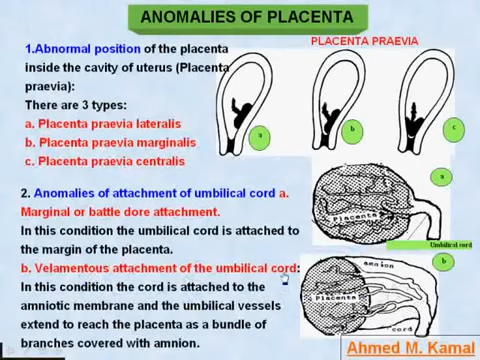 ANOMALIES OF PLACENTA
1.Abnormal position of the placenta
inside the cavity of uterus (Placenta
praevia):
There are 3 types:
a. Placenta praevia lateralis
b. Placenta praevia marginalis
c. Placenta praevia centralis
PLACENTA PRAEVIA
a
b
c
2. Anomalies of attachment of umbilical cord a.
Marginal or battle dore attachment.
In this condition the umbilical cord is attached to
the margin of the placenta.
b. Velamentous attachment of the umbilical cord:
In this condition the cord is attached to the
amniotic membrane and the umbilical vessels
extend to reach the placenta as a bundle of
branches covered with amnion.
a
Placenta
Umbilical cord
b
amnion
Placenta
cord
Ahmed M. Kamal